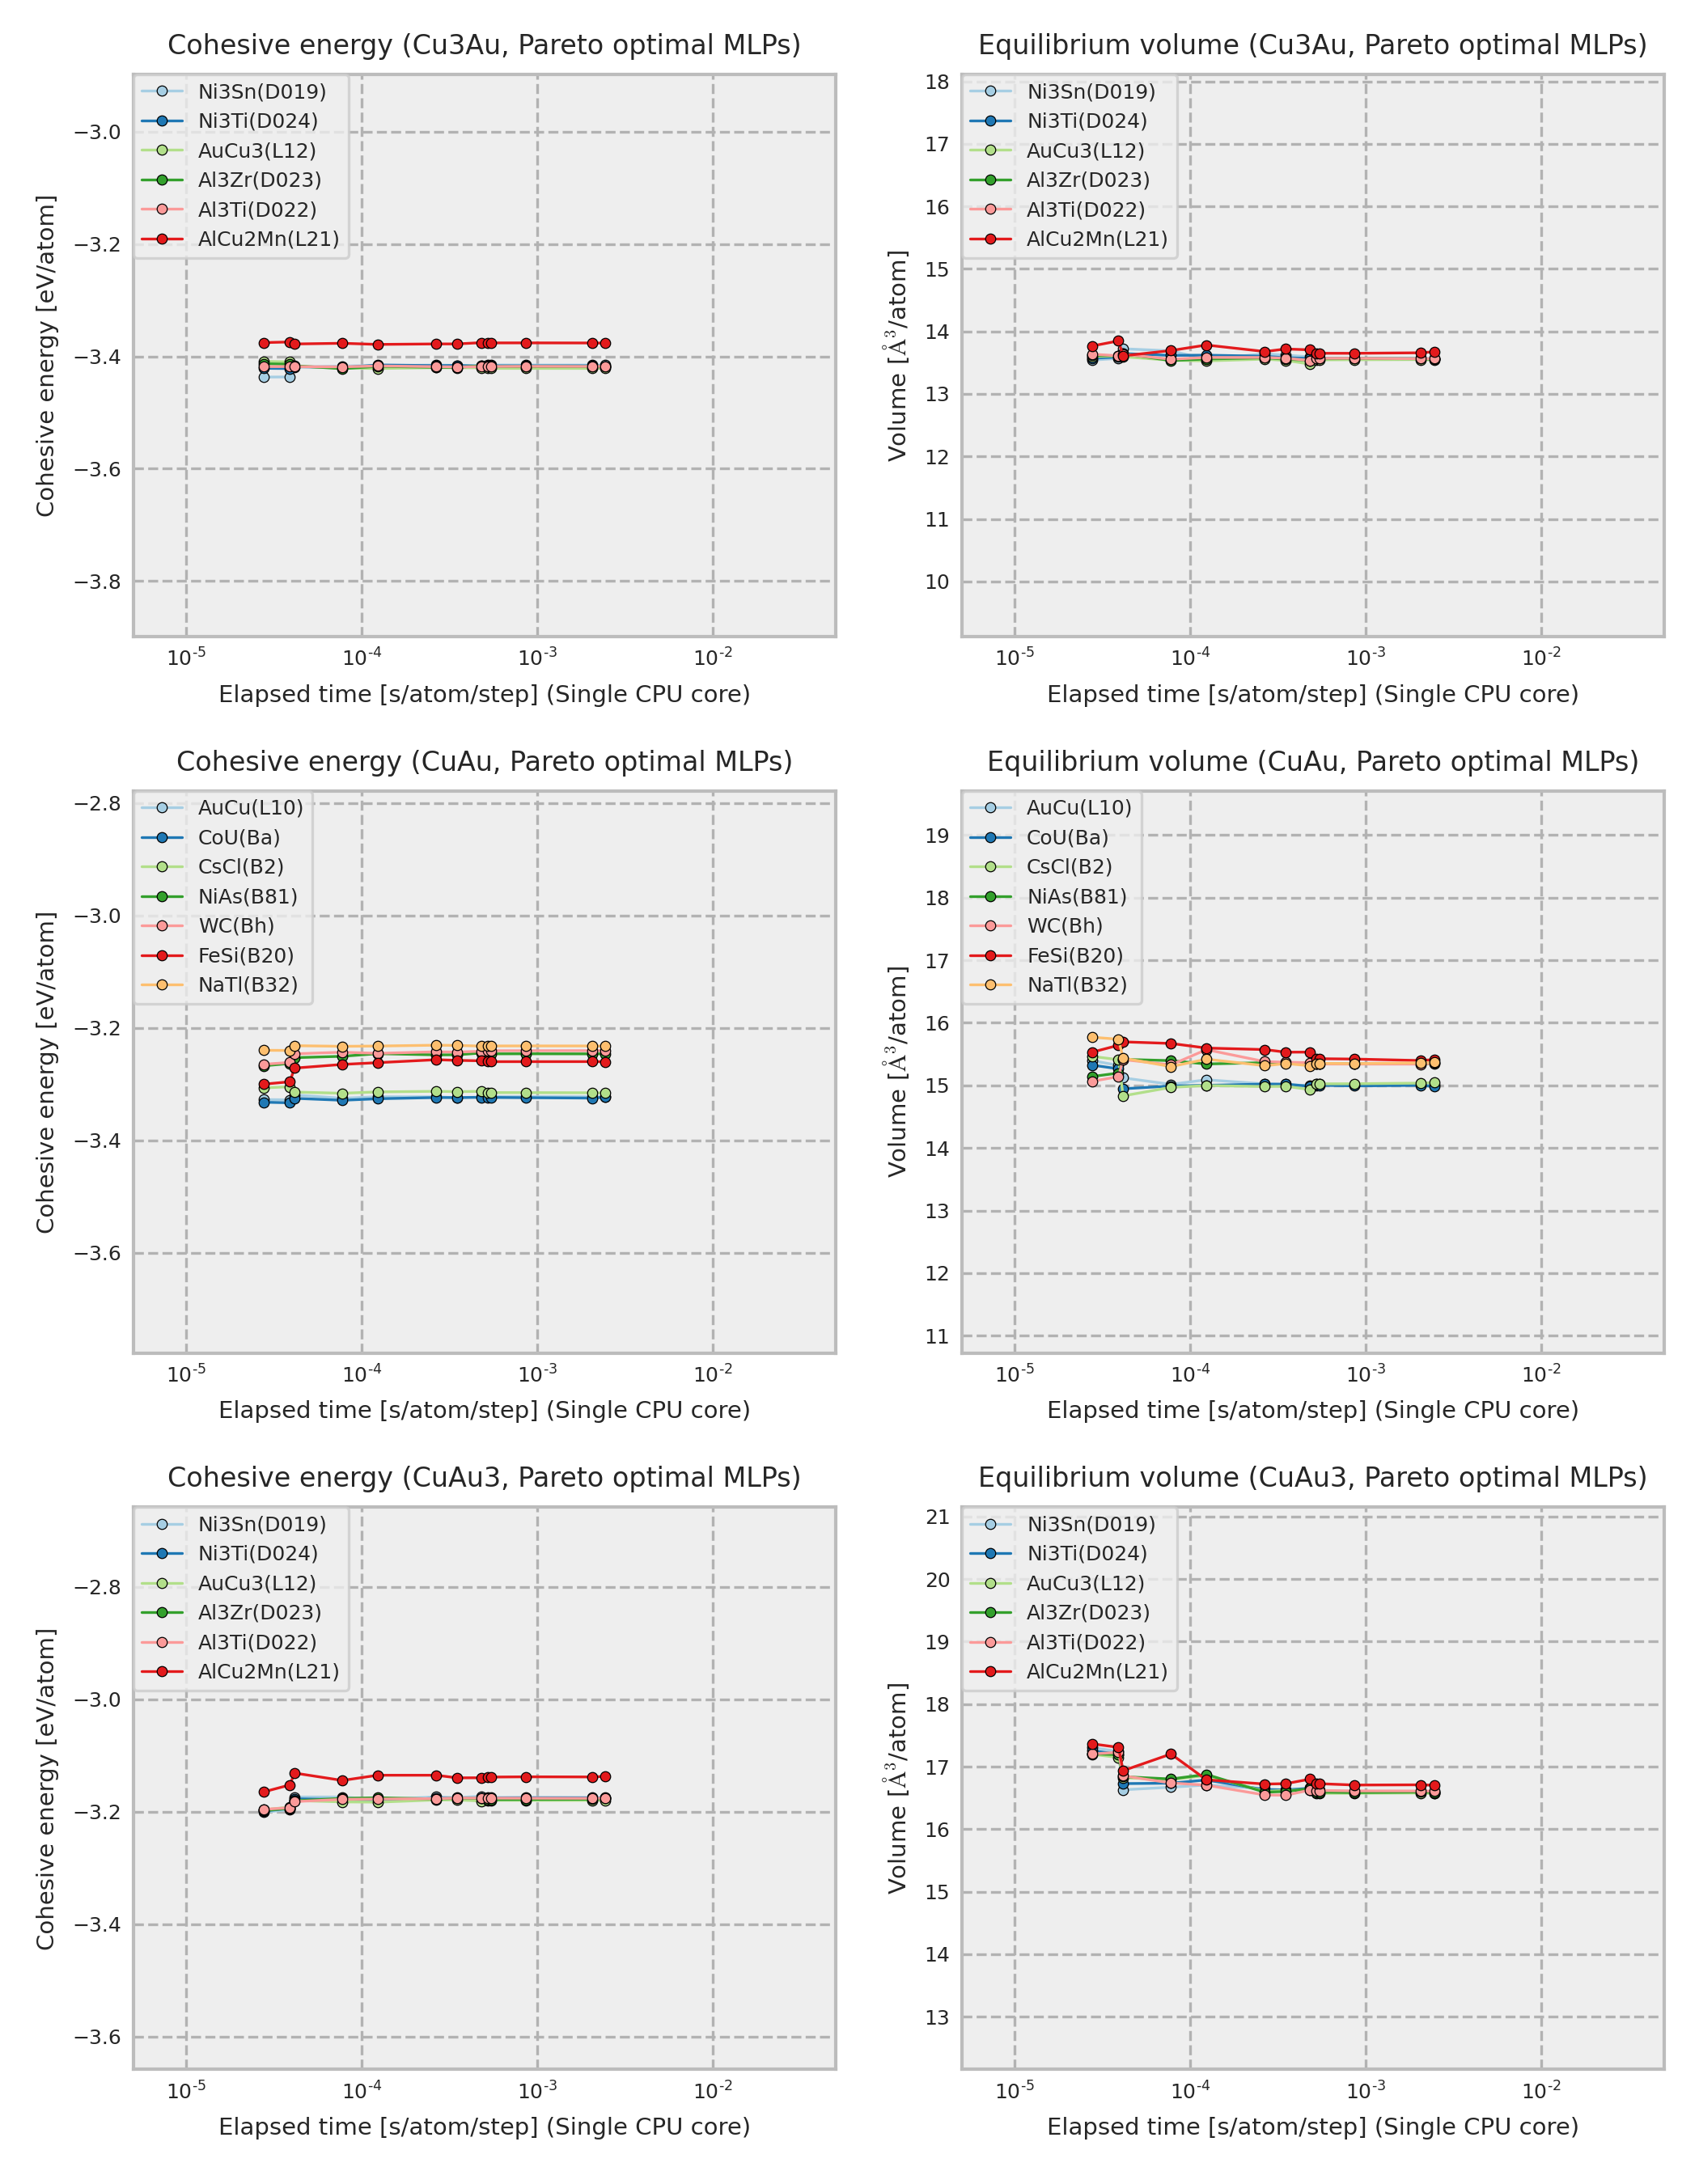 Cohesive energy (Cu3Au, Pareto optimal MLPs)
Cohesive energy [eV/atom]
−3.0
−3.2
−3.4
−3.6
−3.8
Ni3Sn(D019)
Ni3Ti(D024)
AuCu3(L12)
Al3Zr(D023)
Al3Ti(D022)
AlCu2Mn(L21)
10-5 10-4 10-3 10-2
Elapsed time [s/atom/step] (Single CPU core)
Equilibrium volume (Cu3Au, Pareto optimal MLPs)
Volume [Å3/atom]
18
17
16
15
14
13
12
11
10
Ni3Sn(D019)
Ni3Ti(D024)
AuCu3(L12)
Al3Zr(D023)
Al3Ti(D022)
AlCu2Mn(L21)
10-5 10-4 10-3 10-2
Elapsed time [s/atom/step] (Single CPU core)
Cohesive energy (CuAu, Pareto optimal MLPs)
Cohesive energy [eV/atom]
−2.8
−3.0
−3.2
−3.4
−3.6
AuCu(L10)
CoU(Ba)
CsCl(B2)
NiAs(B81)
WC(Bh)
FeSi(B20)
NaTl(B32)
10-5 10-4 10-3 10-2
Elapsed time [s/atom/step] (Single CPU core)
Equilibrium volume (CuAu, Pareto optimal MLPs)
Volume [Å3/atom]
19
18
17
16
15
14
13
12
11
AuCu(L10)
CoU(Ba)
CsCl(B2)
NiAs(B81)
WC(Bh)
FeSi(B20)
NaTl(B32)
10-5 10-4 10-3 10-2
Elapsed time [s/atom/step] (Single CPU core)
Cohesive energy (CuAu3, Pareto optimal MLPs)
Cohesive energy [eV/atom]
−2.8
−3.0
−3.2
−3.4
−3.6
Ni3Sn(D019)
Ni3Ti(D024)
AuCu3(L12)
Al3Zr(D023)
Al3Ti(D022)
AlCu2Mn(L21)
10-5 10-4 10-3 10-2
Elapsed time [s/atom/step] (Single CPU core)
Equilibrium volume (CuAu3, Pareto optimal MLPs)
Volume [Å3/atom]
21
20
19
18
17
16
15
14
13
Ni3Sn(D019)
Ni3Ti(D024)
AuCu3(L12)
Al3Zr(D023)
Al3Ti(D022)
AlCu2Mn(L21)
10-5 10-4 10-3 10-2
Elapsed time [s/atom/step] (Single CPU core)